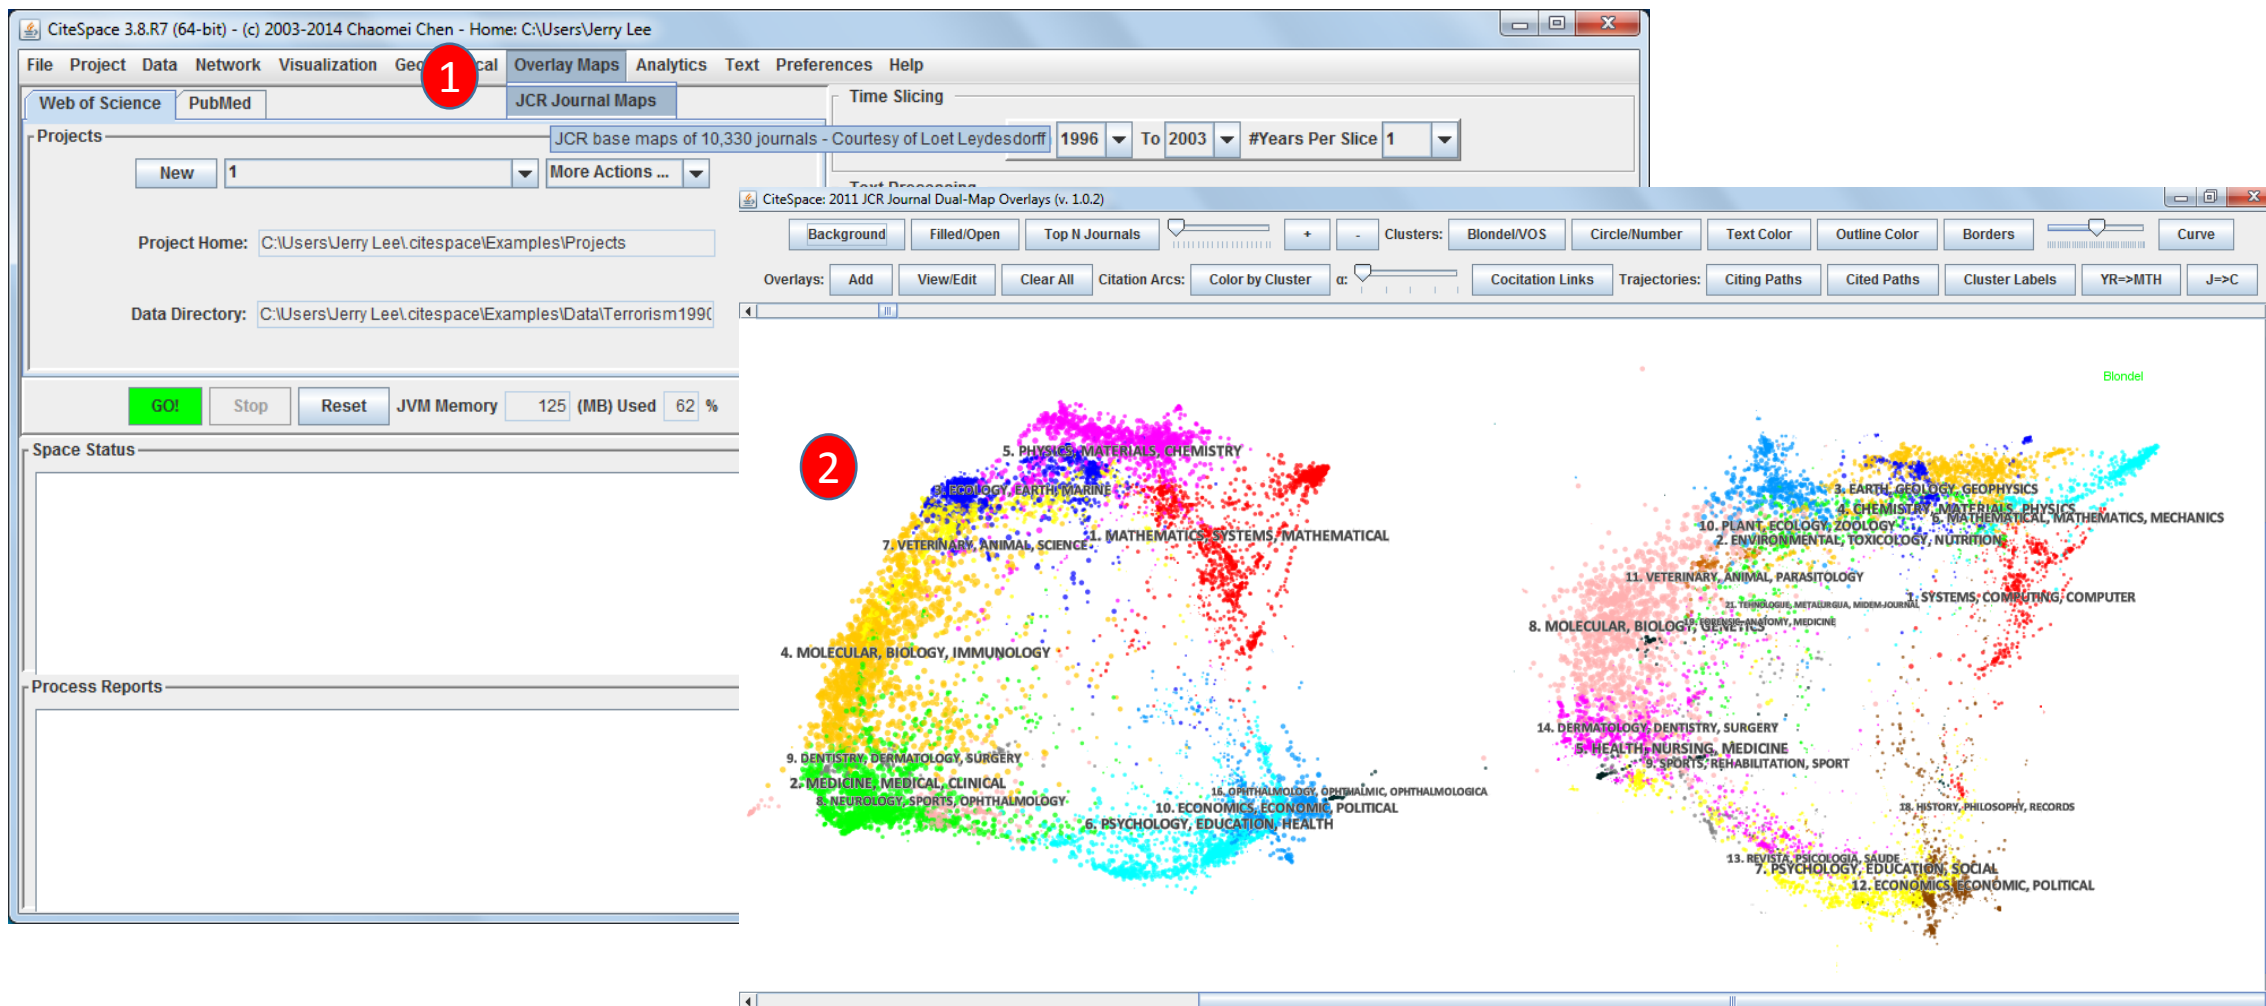 CiteSpace 3.8.R7 (64-bit) - (c) 2003-2014 Chaomei Chen - Home: C:\Users\Jerry Lee
File Project Data Network Visualization Geo cal Overlay Maps Analytics Text Preferences Help
1
JCR Journal Maps
JCR base maps of 10,330 journals - Courtesy of Loet Leydesdorff
Web of Science PubMed
Projects
New 1 More Actions ...
Project Home: C:\Users\Jerry Lee\.citespace\Examples\Projects
Data Directory: C:\Users\Jerry Lee\.citespace\Examples\Data\Terrorism1990
GO! Stop Reset JVM Memory 125 (MB) Used 62 %
Space Status
Process Reports
Time Slicing
1996 To 2003 #Years Per Slice 1
Text Processing
CiteSpace: 2011 JCR Journal Dual-Map Overlays (v. 1.0.2)
Background Filled/Open Top N Journals + - Clusters: Blondel/VOS Circle/Number Text Color Outline Color Borders Curve
Overlays: Add View/Edit Clear All Citation Arcs: Color by Cluster α: Cocitation Links Trajectories: Citing Paths Cited Paths Cluster Labels YR=>MTH J=>C
Blondel
2
5. PHYSICS, MATERIALS, CHEMISTRY
3. ECOLOGY, EARTH, MARINE
1. MATHEMATICS, SYSTEMS, MATHEMATICAL
7. VETERINARY, ANIMAL, SCIENCE
4. MOLECULAR, BIOLOGY, IMMUNOLOGY
9. DENTISTRY, DERMATOLOGY, SURGERY
2. MEDICINE, MEDICAL, CLINICAL
8. NEUROLOGY, SPORTS, OPHTHALMOLOGY
16. OPHTHALMOLOGY, OPHTHALMIC, OPHTHALMOLOGICA
10. ECONOMICS, ECONOMIC, POLITICAL
6. PSYCHOLOGY, EDUCATION, HEALTH
3. EARTH, GEOLOGY, GEOPHYSICS
4. CHEMISTRY, MATERIALS, PHYSICS
6. MATHEMATICAL, MATHEMATICS, MECHANICS
10. PLANT, ECOLOGY, ZOOLOGY
2. ENVIRONMENTAL, TOXICOLOGY, NUTRITION
11. VETERINARY, ANIMAL, PARASITOLOGY
1. SYSTEMS, COMPUTING, COMPUTER
21. TEHNOLOGIJE, METALURGIJA, MIDEM-JOURNAL
19. FORENSIC, ANATOMY, MEDICINE
8. MOLECULAR, BIOLOGY, GENETICS
14. DERMATOLOGY, DENTISTRY, SURGERY
5. HEALTH, NURSING, MEDICINE
9. SPORTS, REHABILITATION, SPORT
18. HISTORY, PHILOSOPHY, RECORDS
13. REVISTA, PSICOLOGIA, SAUDE
7. PSYCHOLOGY, EDUCATION, SOCIAL
12. ECONOMICS, ECONOMIC, POLITICAL